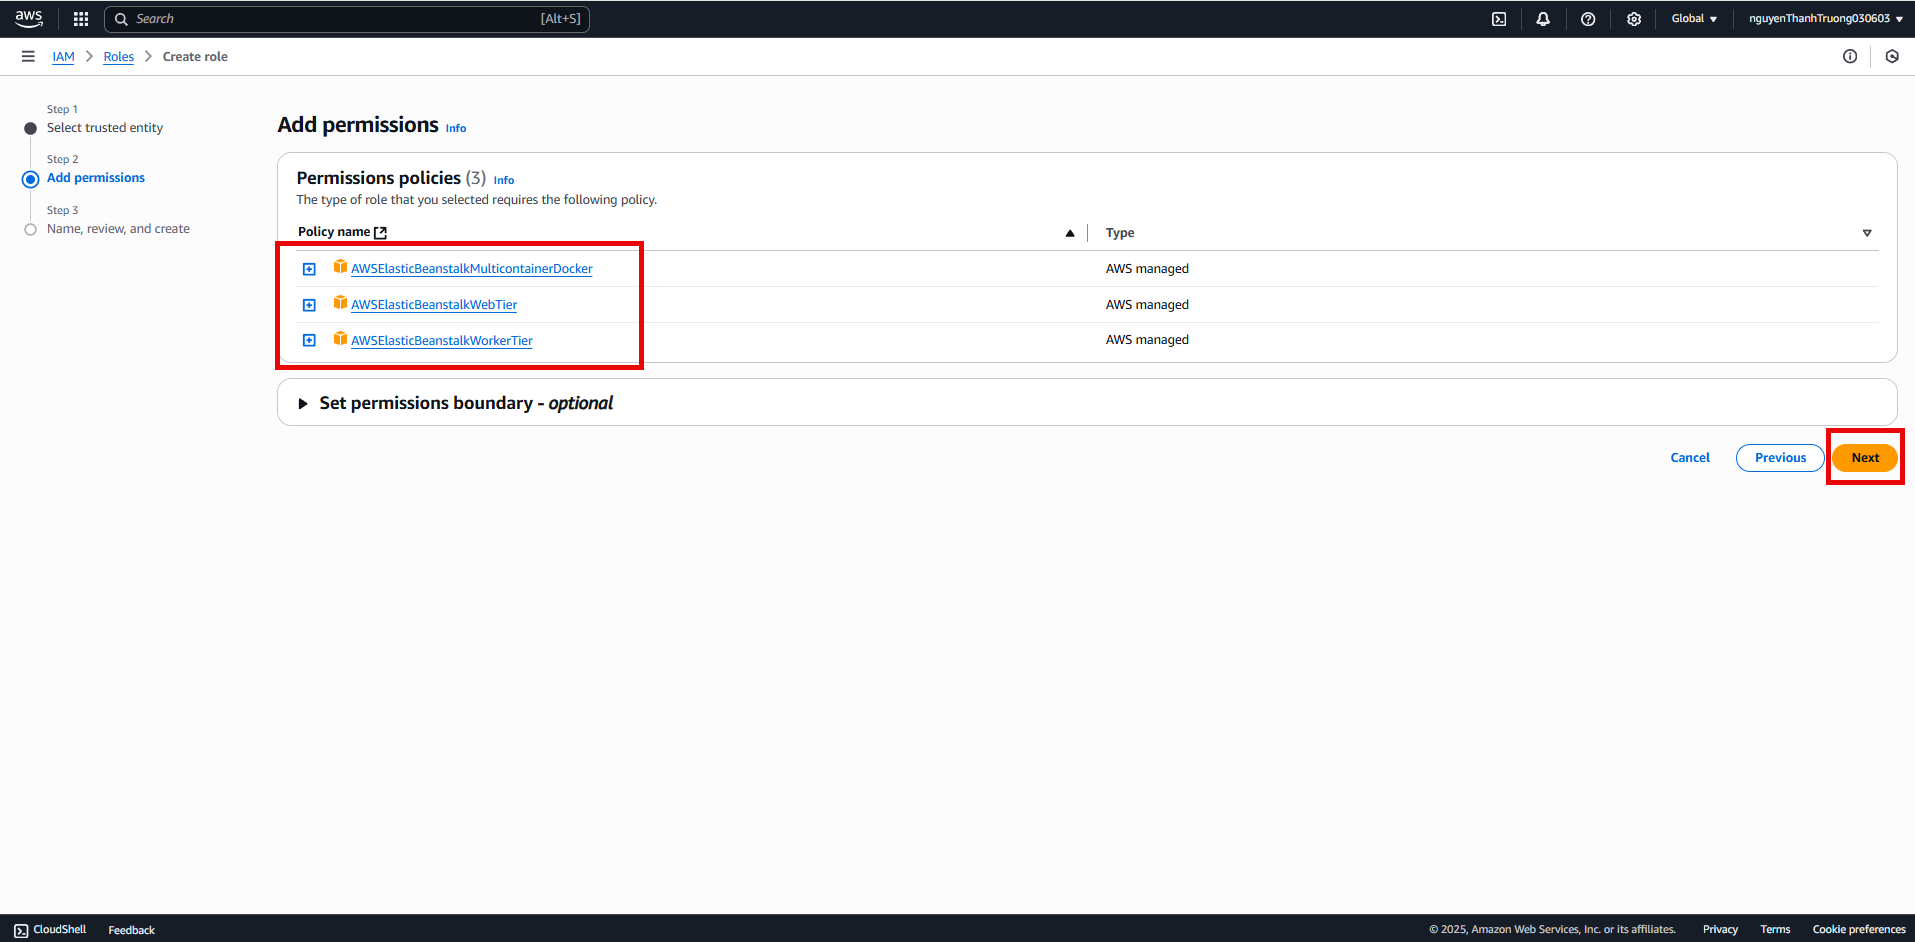 aws Search [Alt+S] Global nguyenThanhTruong030603
IAM Roles Create role
Step 1
Select trusted entity
Step 2
Add permissions
Step 3
Name, review, and create
Add permissions Info
Permissions policies (3) Info
The type of role that you selected requires the following policy.
Policy name Type
AWSElasticBeanstalkMulticontainerDocker AWS managed
AWSElasticBeanstalkWebTier AWS managed
AWSElasticBeanstalkWorkerTier AWS managed
Set permissions boundary - optional
Cancel Previous Next
CloudShell Feedback © 2025, Amazon Web Services, Inc. or its affiliates. Privacy Terms Cookie preferences